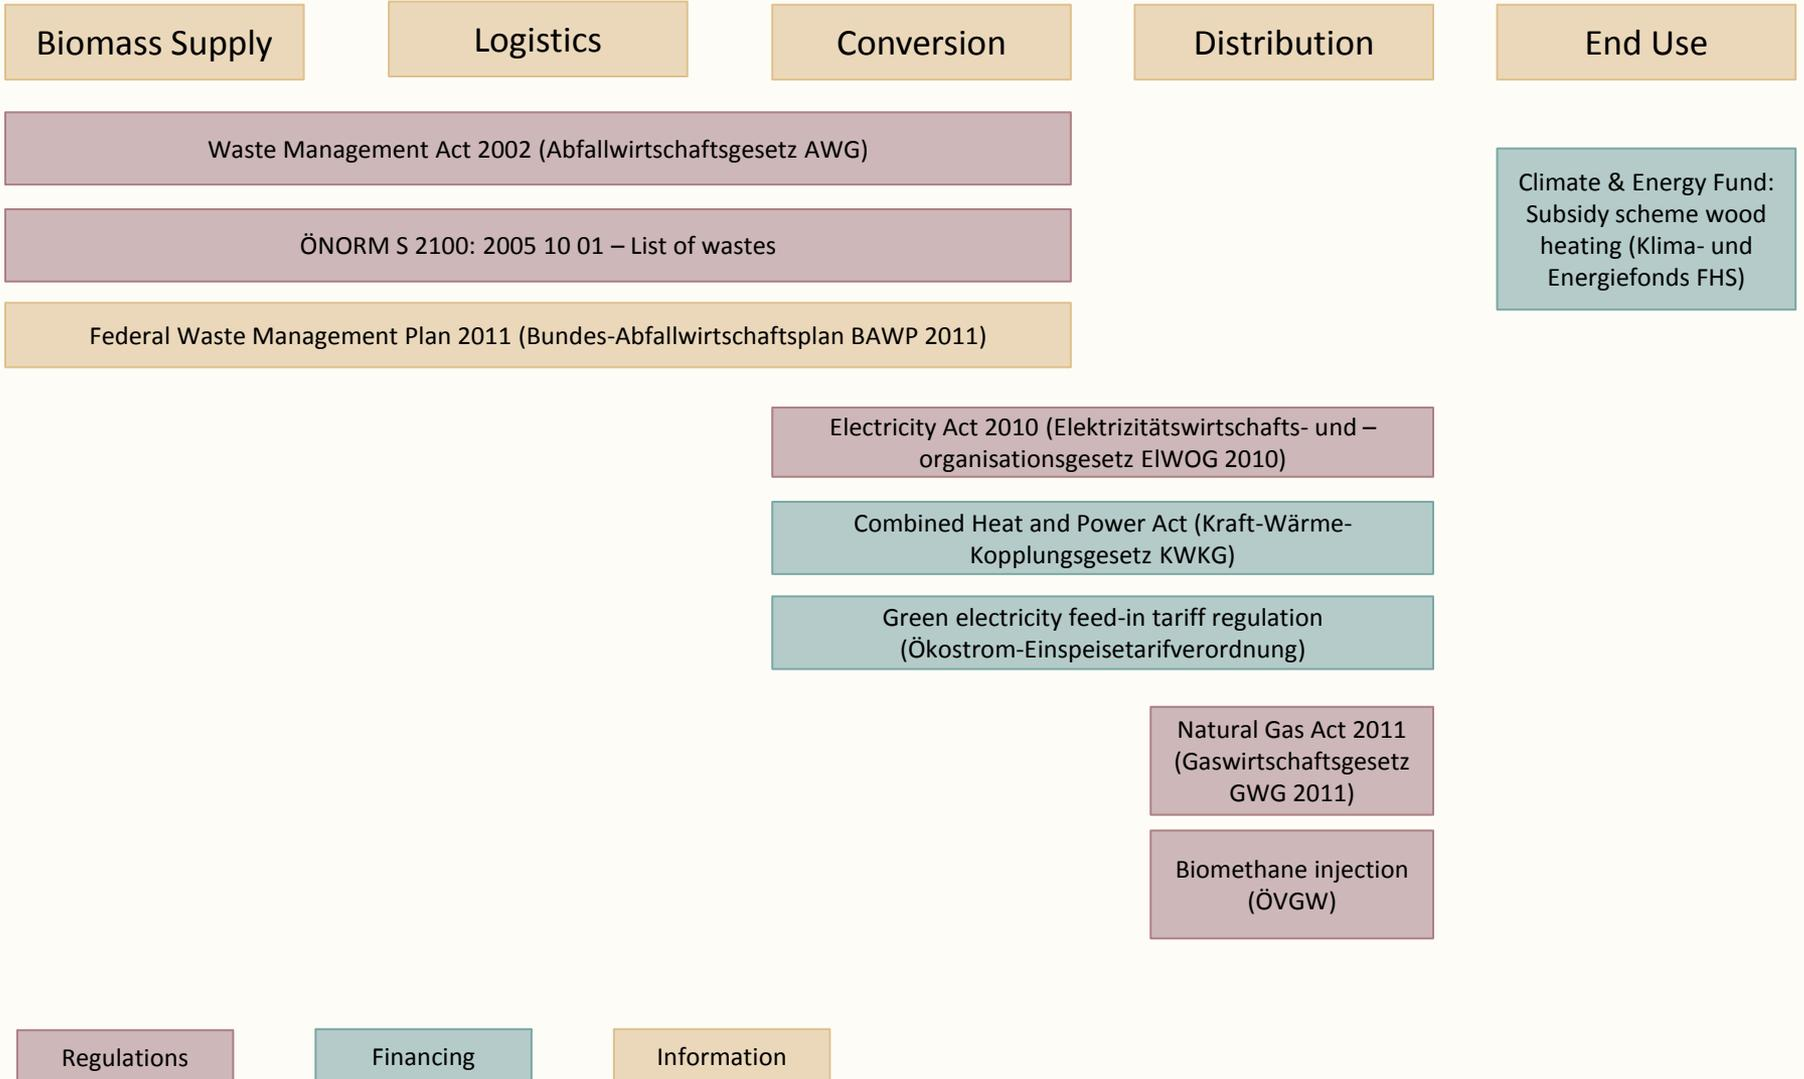 Biomass Supply
Logistics
Conversion
Distribution
End Use
Waste Management Act 2002 (Abfallwirtschaftsgesetz AWG)
Climate & Energy Fund:
Subsidy scheme wood
heating (Klima- und
Energiefonds FHS)
ÖNORM S 2100: 2005 10 01 – List of wastes
Federal Waste Management Plan 2011 (Bundes-Abfallwirtschaftsplan BAWP 2011)
Electricity Act 2010 (Elektrizitätswirtschafts- und –
organisationsgesetz ElWOG 2010)
Combined Heat and Power Act (Kraft-Wärme-
Kopplungsgesetz KWKG)
Green electricity feed-in tariff regulation
(Ökostrom-Einspeisetarifverordnung)
Natural Gas Act 2011
(Gaswirtschaftsgesetz
GWG 2011)
Biomethane injection
(ÖVGW)
Regulations
Financing
Information